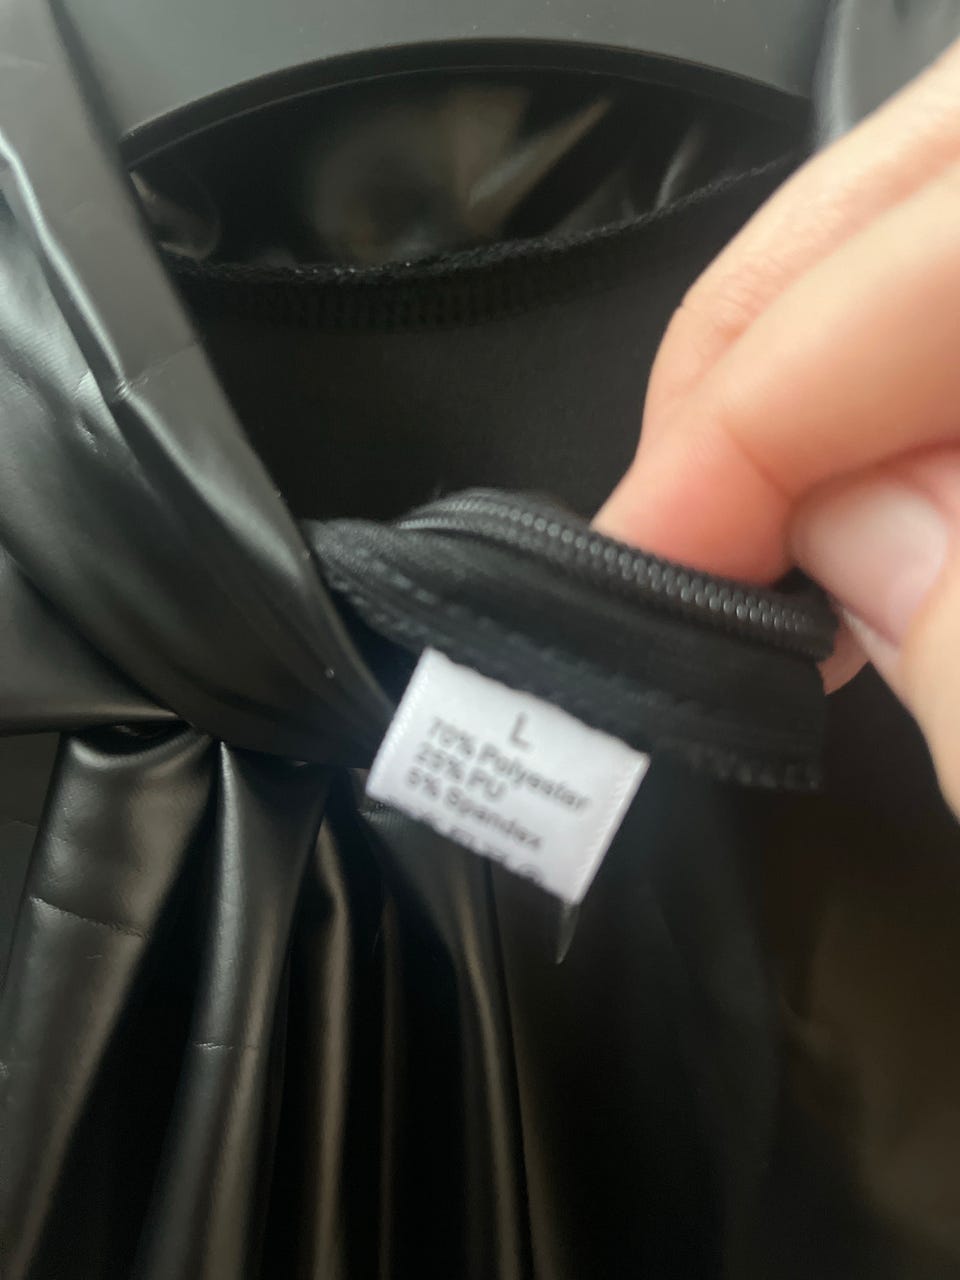 L
70% Polyester
25% PU
5% Spandex